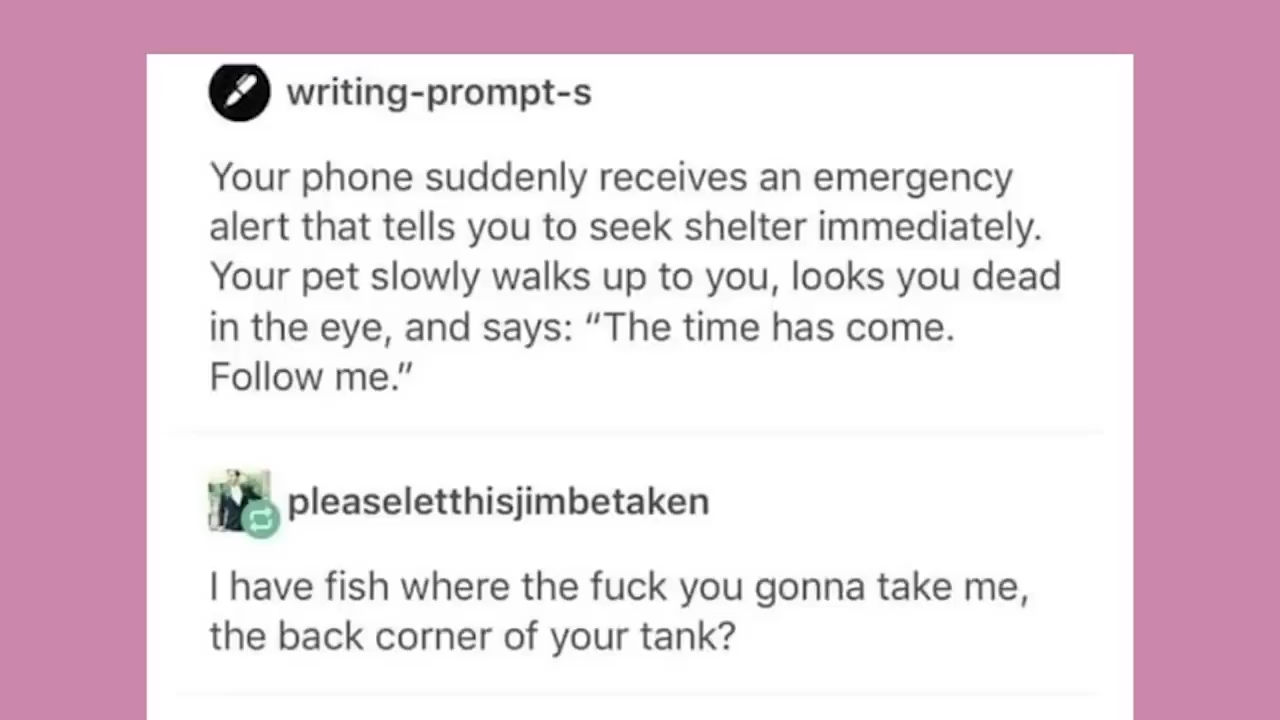 writing-prompt-s
Your phone suddenly receives an emergency
alert that tells you to seek shelter immediately.
Your pet slowly walks up to you, looks you dead
in the eye, and says: “The time has come.
Follow me.”
pleaseletthisjimbetaken
I have fish where the fuck you gonna take me,
the back corner of your tank?